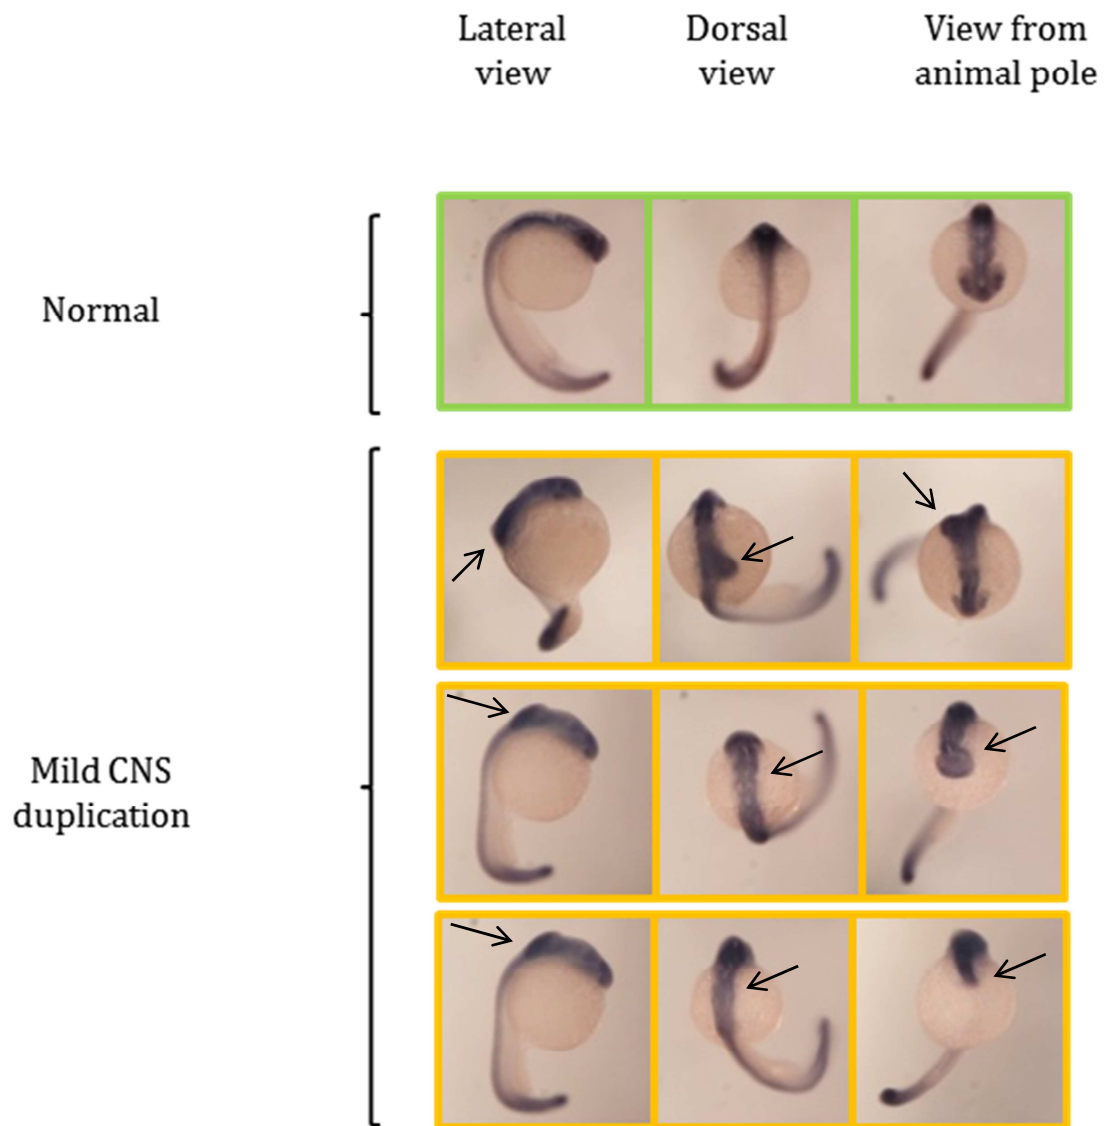 Lateral
view
Dorsal
view
View from
animal pole
Normal
Mild CNS
duplication